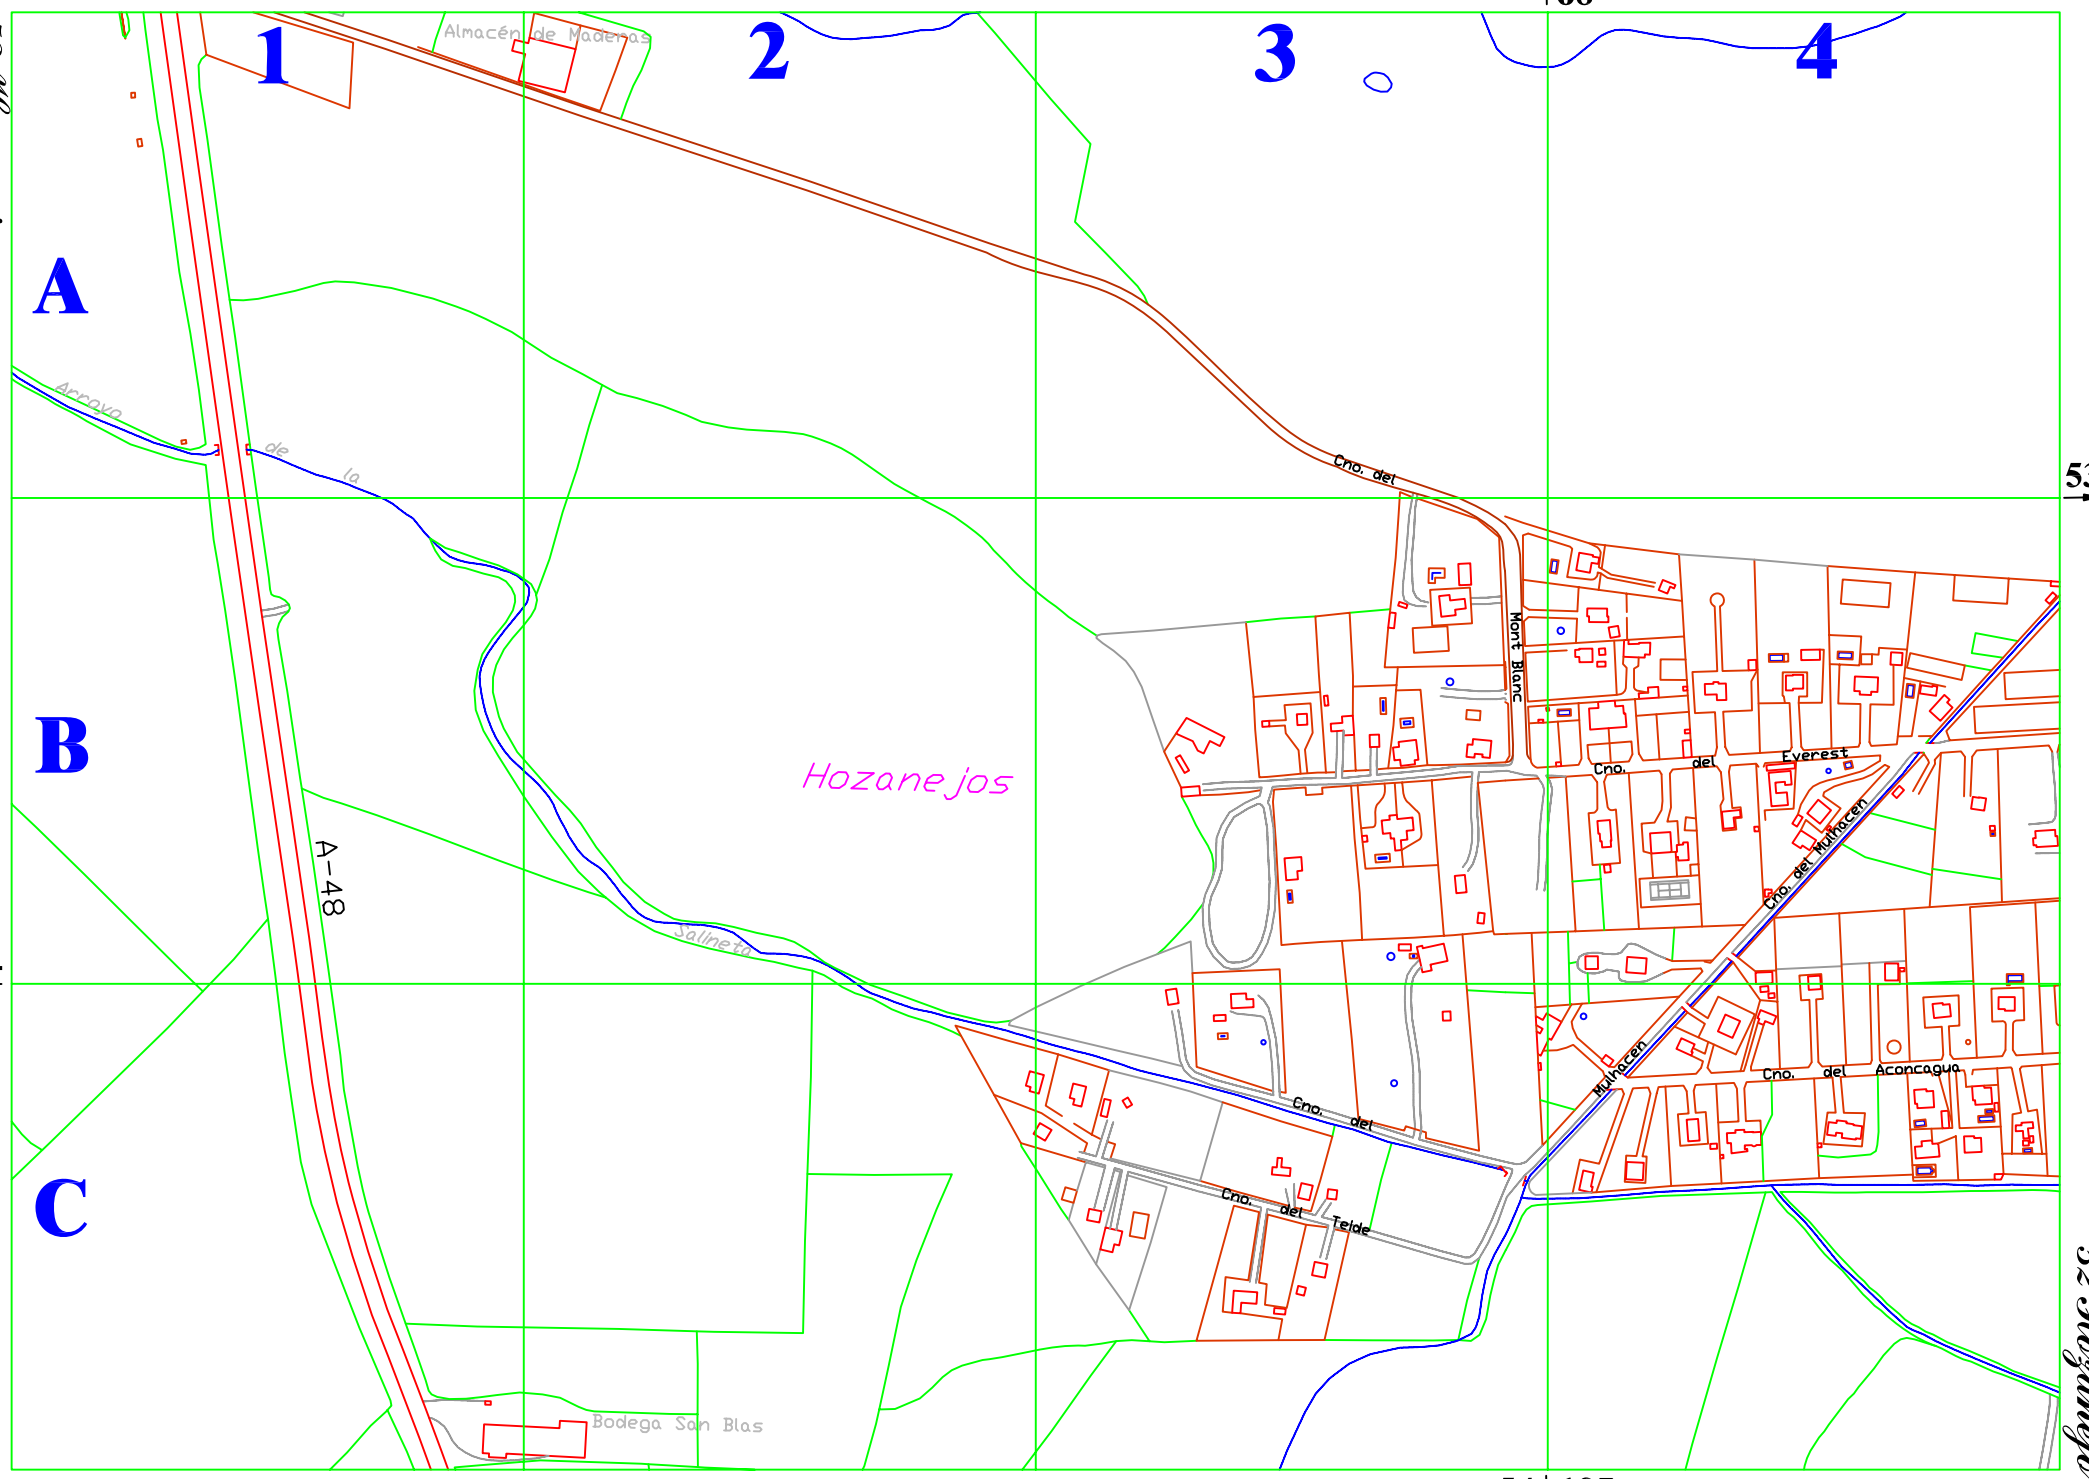 1
2
3
4
Almacén de Maderas
A
Arroyo
de
la
Cno. del
Mont Blanc
B
Hozanejos
Cno. del Everest
Cno. del Mulhacen
A-48
Salineta
Mulhacen
Cno. del Aconcagua
Cno. del
C
Cno. del Teide
Bodega San Blas